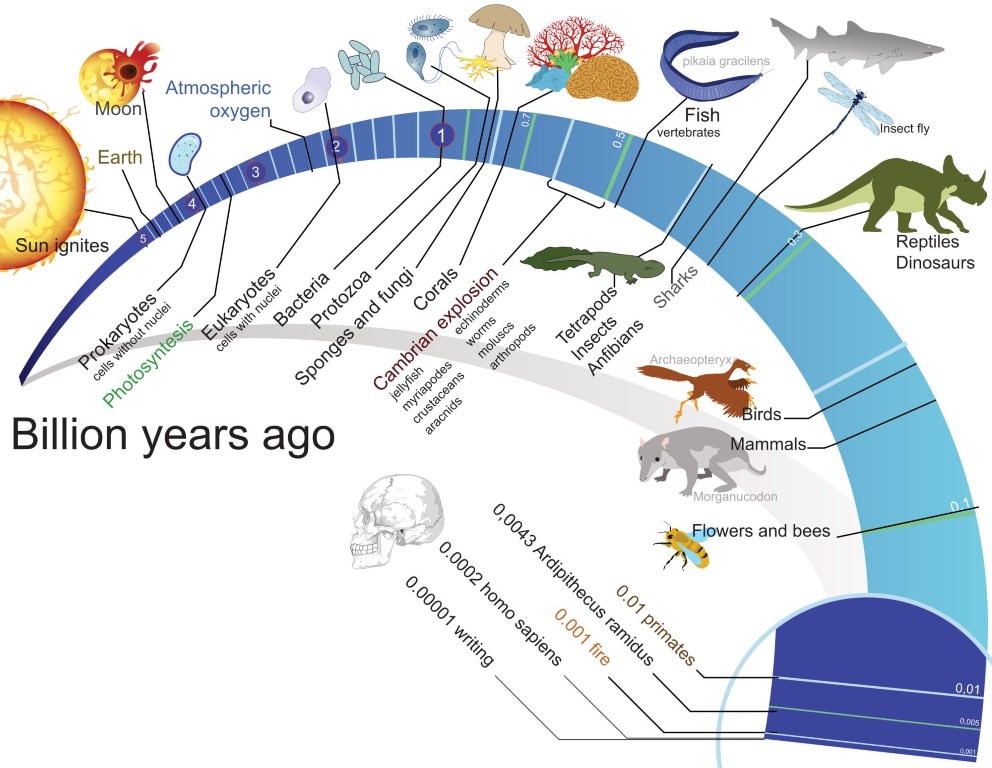 pikaia gracilens
Moon
Atmospheric
oxygen
Fish
vertebrates
Insect fly
Earth
Sun ignites
5
4
3
2
1
0.7
0.5
0.3
0.1
Reptiles
Dinosaurs
Prokaryotes
cells without nuclei
Photosyntesis
Eukaryotes
cells with nuclei
Bacteria
Protozoa
Sponges and fungi
Corals
Cambrian explosion
echinoderms
worms
moluscs
arthropods
jellyfish
myriapodes
crustaceans
aracnids
Tetrapods
Insects
Anfibians
Sharks
Archaeopteryx
Birds
Mammals
Morganucodon
Flowers and bees
Billion years ago
0,0043 Ardipithecus ramidus
0.01 primates
0.0002 homo sapiens
0.001 fire
0.00001 writing
0,01
0,005
0,001